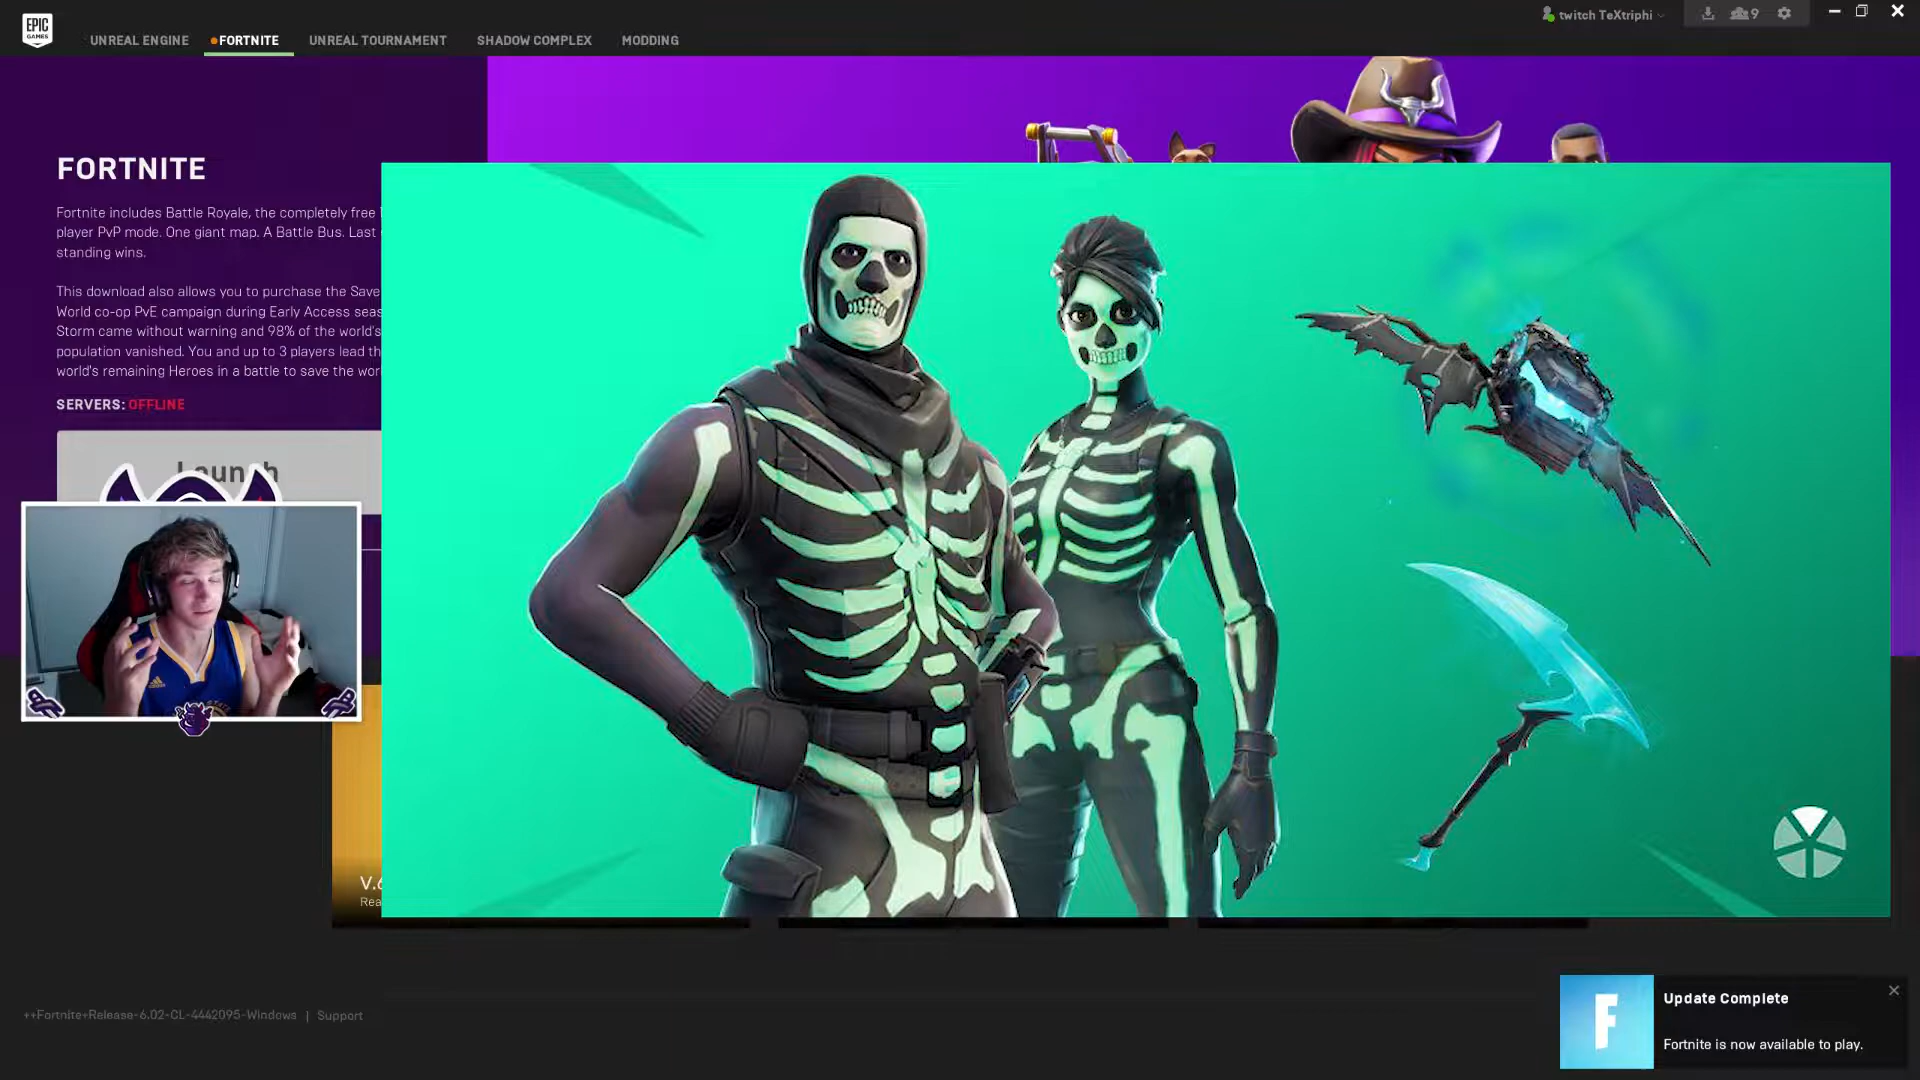 EPIC
GAMES
UNREAL ENGINE
FORTNITE
UNREAL TOURNAMENT
SHADOW COMPLEX
MODDING
twitch TeXtriphi
9
FORTNITE
Fortnite includes Battle Royale, the completely free
player PvP mode. One giant map. A Battle Bus. Last
standing wins.
This download also allows you to purchase the Save
World co-op PvE campaign during Early Access
Storm came without warning and 98% of the world's
population vanished. You and up to 3 players lead
world's remaining Heroes in a battle to save the
SERVERS: OFFLINE
Launch
V.6
Rea
++Fortnite+Release-6.02-CL-4442095-Windows | Support
F
Update Complete
Fortnite is now available to play.